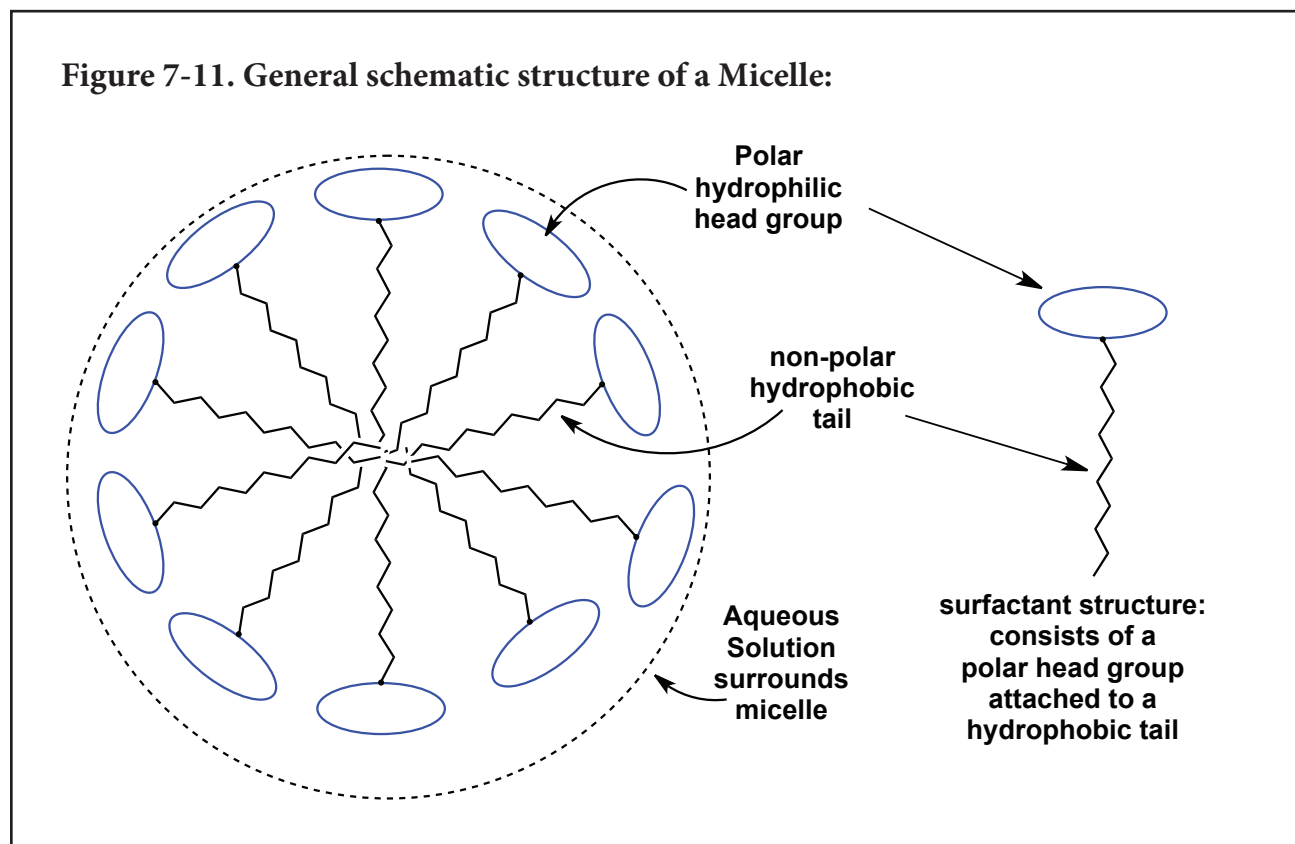 Figure 7-11. General schematic structure of a Micelle:
Polar
hydrophilic
head group
non-polar
hydrophobic
tail
Aqueous
Solution
surrounds
micelle
surfactant structure:
consists of a
polar head group
attached to a
hydrophobic tail